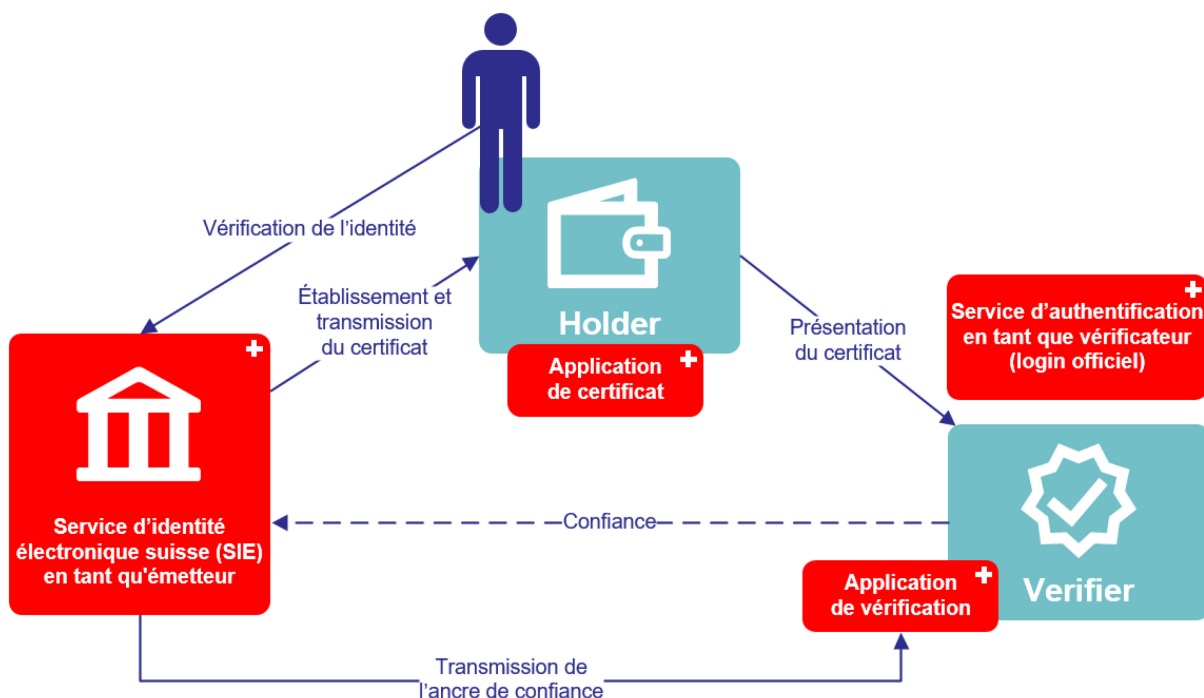 Vérification de l'identité
Établissement et
transmission
du certificat
Holder
Application
de certificat
Présentation
du certificat
Service d'authentification
en tant que vérificateur
(login officiel)
Service d'identité
électronique suisse (SIE)
en tant qu'émetteur
Confiance
Application
de vérification
Verifier
Transmission de
l'ancre de confiance